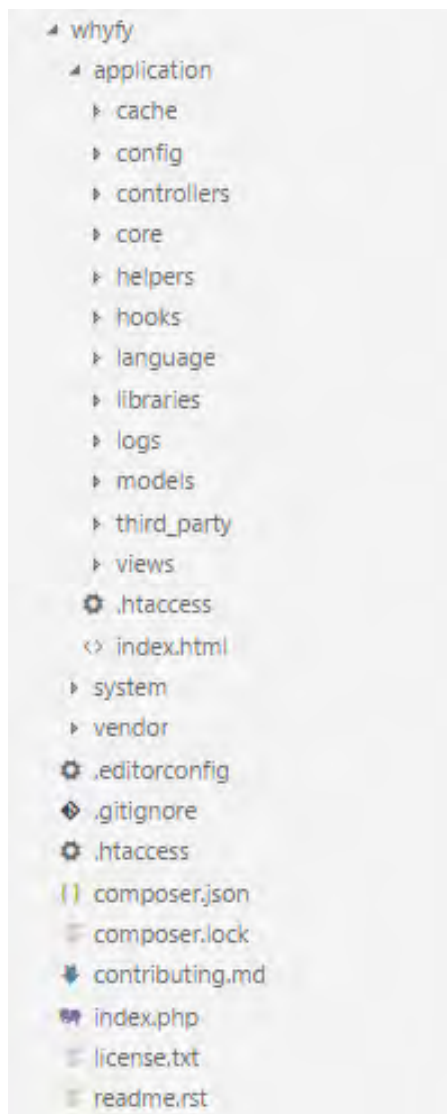 whyfy
application
cache
config
controllers
core
helpers
hooks
language
libraries
logs
models
third_party
views
.htaccess
index.html
system
vendor
.editorconfig
.gitignore
.htaccess
composer.json
composer.lock
contributing.md
index.php
license.txt
readme.rst